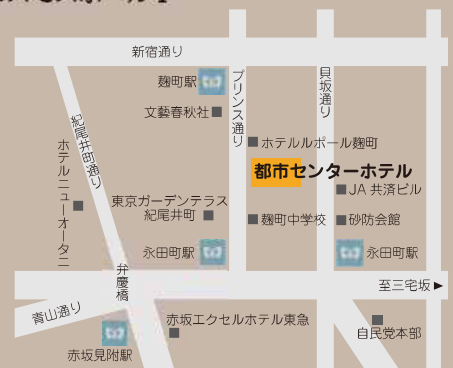 新宿通り
麹町駅
プリンス通り
貝坂通り
文藝春秋社
紀尾井町通り
ホテルルポール麹町
ホテルニューオータニ
都市センターホテル
JA 共済ビル
東京ガーデンテラス
紀尾井町
麹町中学校
砂防会館
永田町駅
永田町駅
弁慶橋
至三宅坂▶
青山通り
赤坂エクセルホテル東急
自民党本部
赤坂見附駅